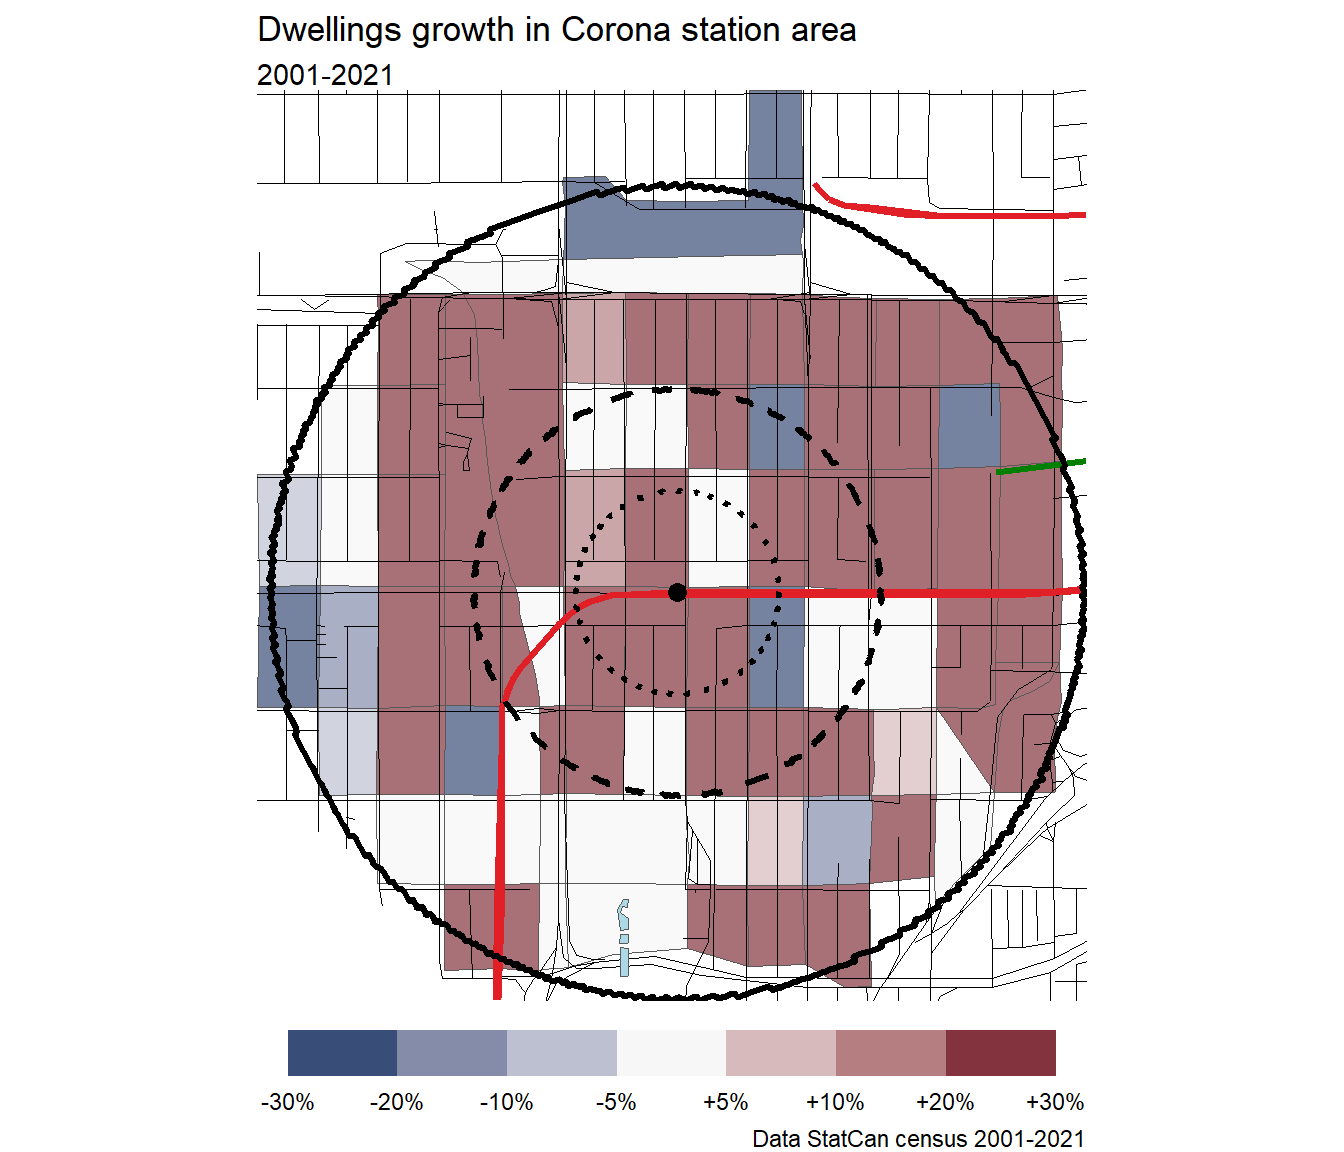 Dwellings growth in Corona station area
2001-2021
-30% -20% -10% -5% +5% +10% +20% +30%
Data StatCan census 2001-2021